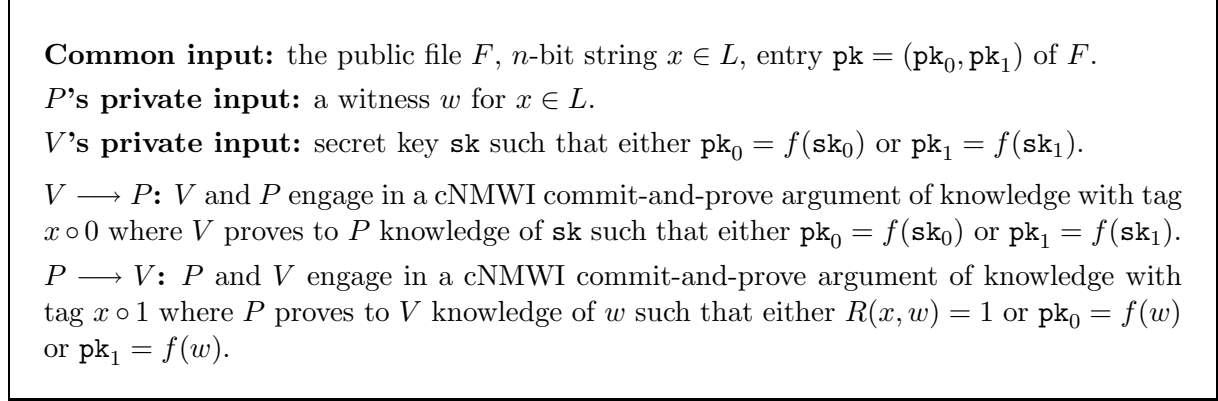 Common input: the public file F, n-bit string x ∈ L, entry pk = (pk₀, pk₁) of F.
P's private input: a witness w for x ∈ L.
V's private input: secret key sk such that either pk₀ = f(sk₀) or pk₁ = f(sk₁).
V ⟶ P: V and P engage in a cNMWI commit-and-prove argument of knowledge with tag
x ∘ 0 where V proves to P knowledge of sk such that either pk₀ = f(sk₀) or pk₁ = f(sk₁).
P ⟶ V: P and V engage in a cNMWI commit-and-prove argument of knowledge with
tag x ∘ 1 where P proves to V knowledge of w such that either R(x, w) = 1 or pk₀ = f(w)
or pk₁ = f(w).